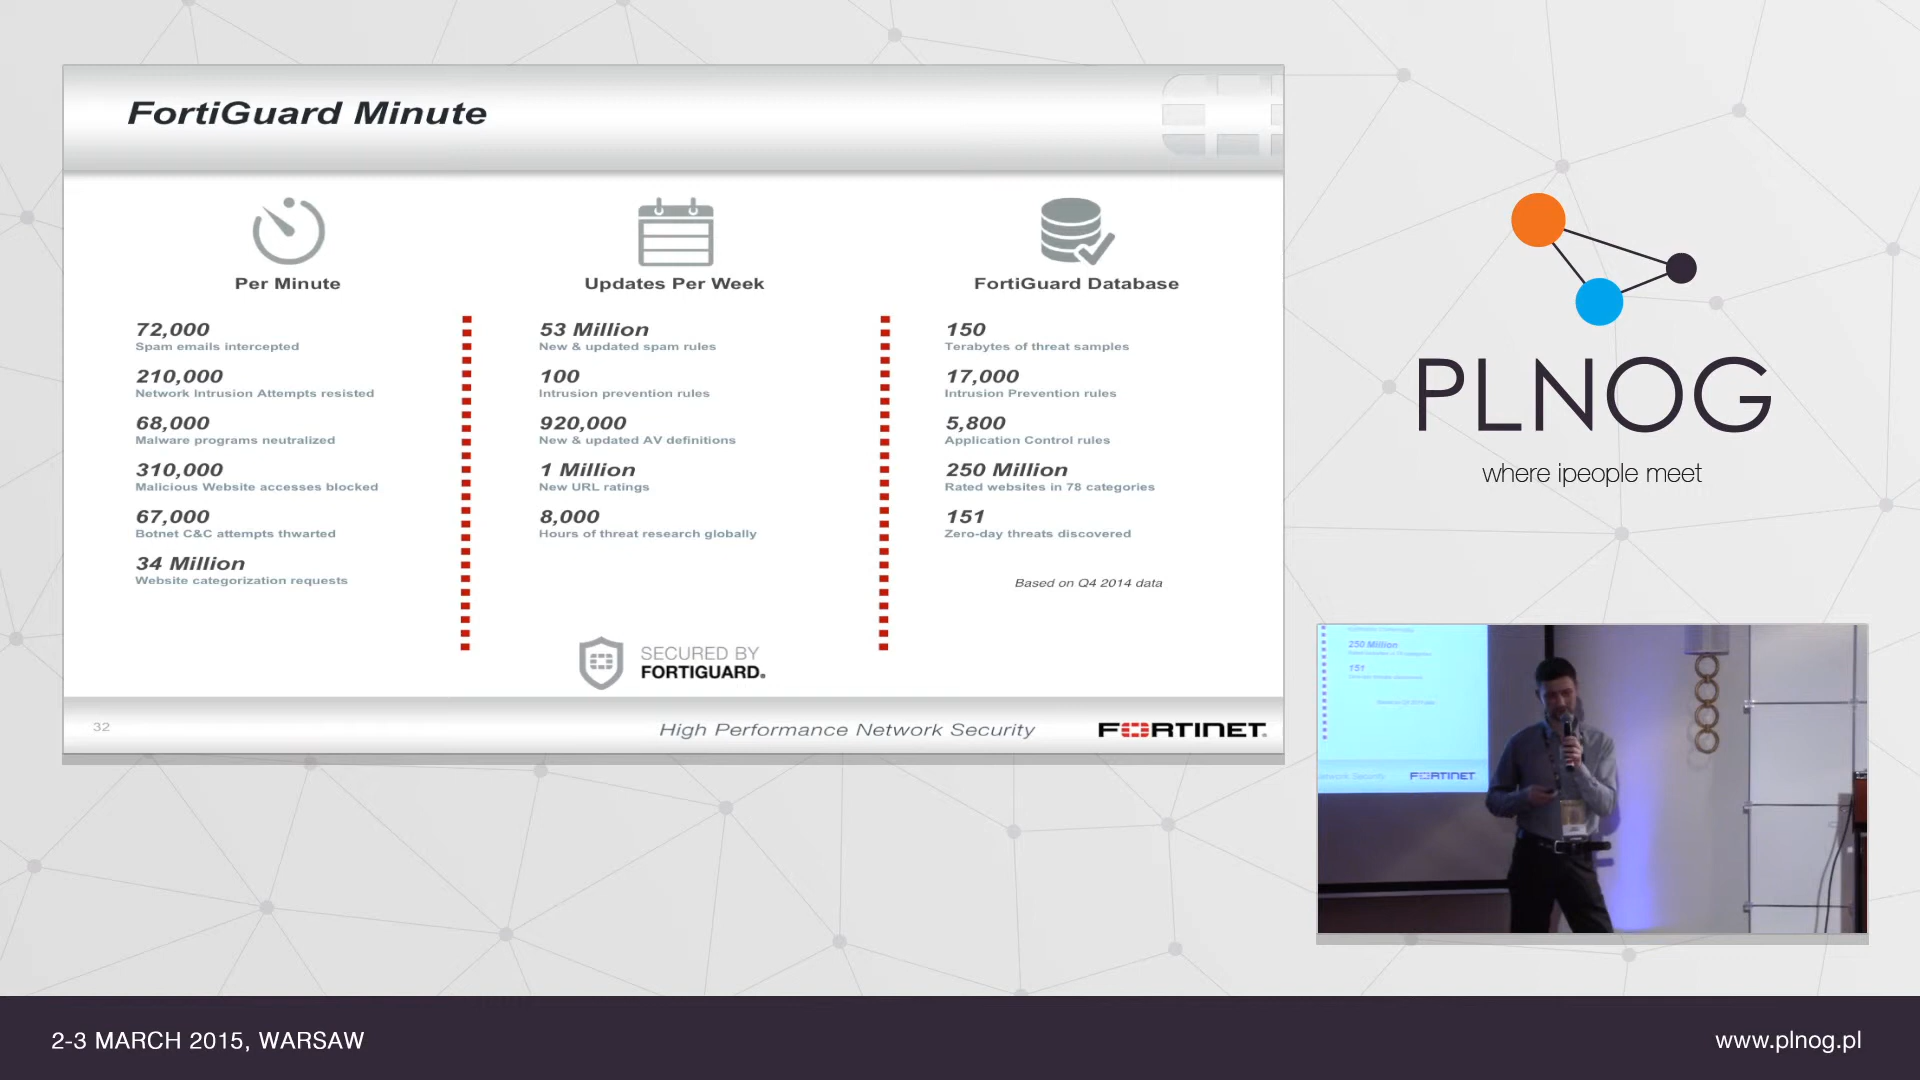 FortiGuard Minute
Per Minute
72,000
Spam emails intercepted
210,000
Network Intrusion Attempts resisted
68,000
Malware programs neutralized
310,000
Malicious Website accesses blocked
67,000
Botnet C&C attempts thwarted
34 Million
Website categorization requests
Updates Per Week
53 Million
New & updated spam rules
100
Intrusion prevention rules
920,000
New & updated AV definitions
1 Million
New URL ratings
8,000
Hours of threat research globally
FortiGuard Database
150
Terabytes of threat samples
17,000
Intrusion Prevention rules
5,800
Application Control rules
250 Million
Rated websites in 78 categories
151
Zero-day threats discovered
Based on Q4 2014 data
SECURED BY
FORTIGUARD.
32
High Performance Network Security
FORTINET.
PLNOG
where ipeople meet
250 Million
151
FORTINET
2-3 MARCH 2015, WARSAW
www.plnog.pl